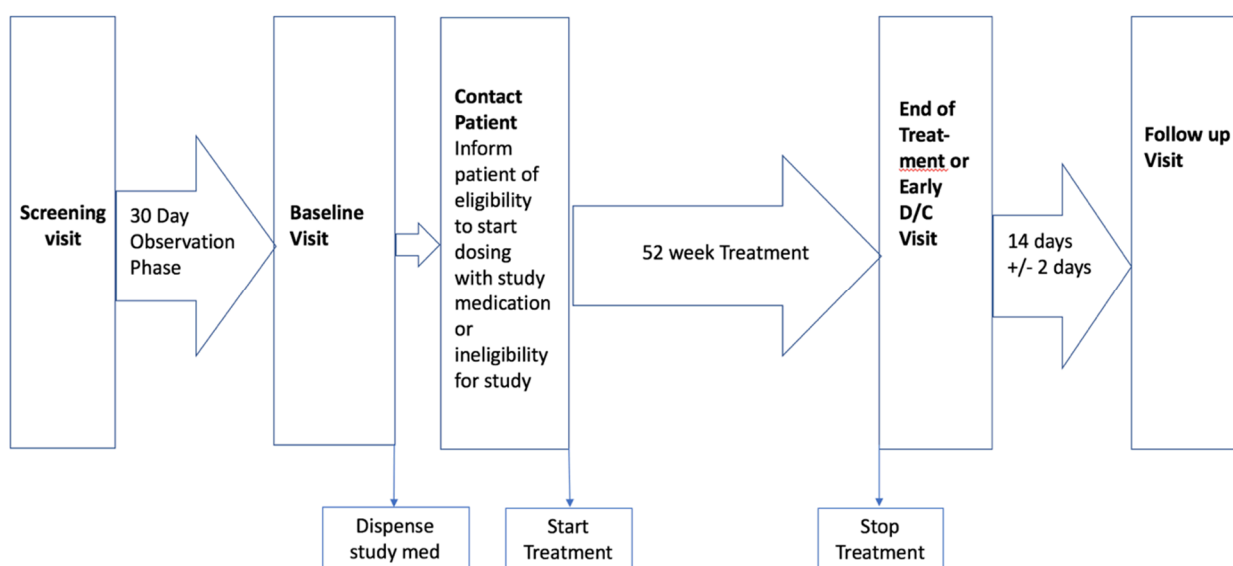 Screening
visit
30 Day
Observation
Phase
Baseline
Visit
Contact
Patient
Inform
patient of
eligibility
to start
dosing
with study
medication
or
ineligibility
for study
52 week Treatment
End of
Treat-
ment or
Early
D/C
Visit
14 days
+/- 2 days
Follow up
Visit
Dispense
study med
Start
Treatment
Stop
Treatment